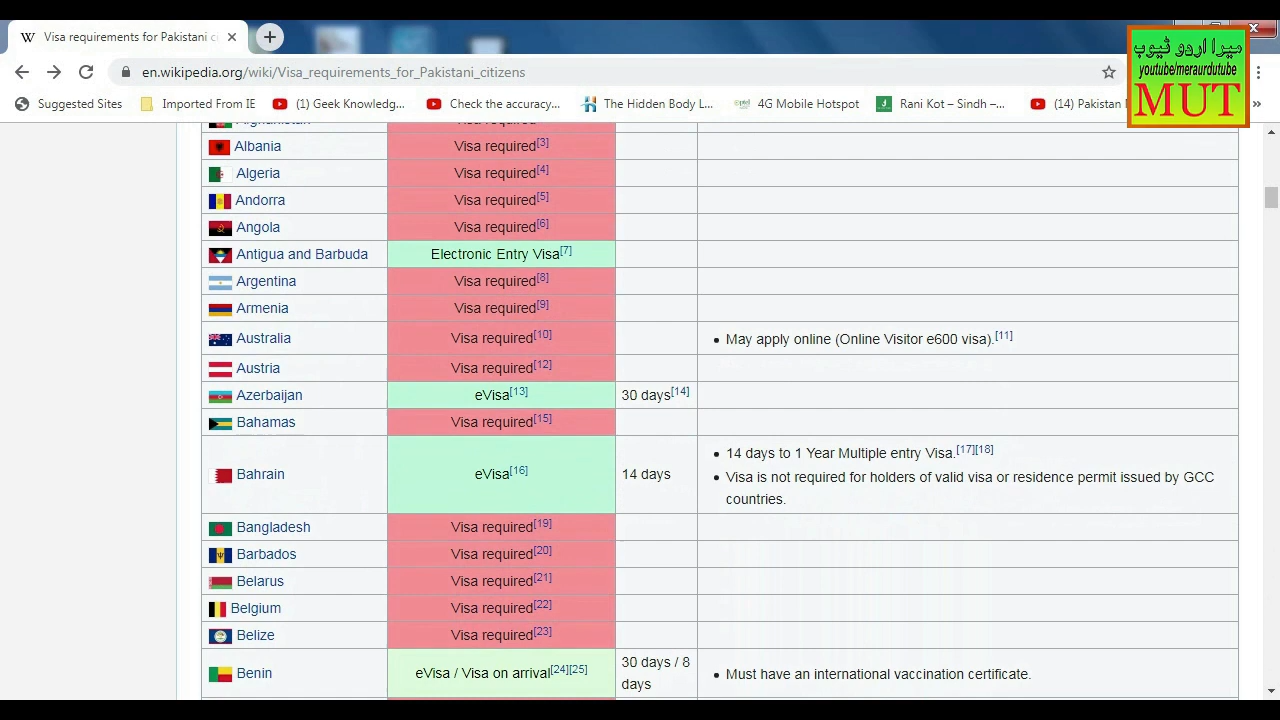 Visa requirements for Pakistani ci
en.wikipedia.org/wiki/Visa_requirements_for_Pakistani_citizens
میرا اردو ٹیوب
youtube/meraurdutube
MUT
Suggested Sites
Imported From IE
(1) Geek Knowledg...
Check the accuracy...
The Hidden Body L...
4G Mobile Hotspot
Rani Kot – Sindh –...
(14) Pakistan
Albania Visa required[3]
Algeria Visa required[4]
Andorra Visa required[5]
Angola Visa required[6]
Antigua and Barbuda Electronic Entry Visa[7]
Argentina Visa required[8]
Armenia Visa required[9]
Australia Visa required[10] • May apply online (Online Visitor e600 visa).[11]
Austria Visa required[12]
Azerbaijan eVisa[13] 30 days[14]
Bahamas Visa required[15]
Bahrain eVisa[16] 14 days
• 14 days to 1 Year Multiple entry Visa.[17][18]
• Visa is not required for holders of valid visa or residence permit issued by GCC
countries.
Bangladesh Visa required[19]
Barbados Visa required[20]
Belarus Visa required[21]
Belgium Visa required[22]
Belize Visa required[23]
Benin eVisa / Visa on arrival[24][25]
30 days / 8
days
• Must have an international vaccination certificate.